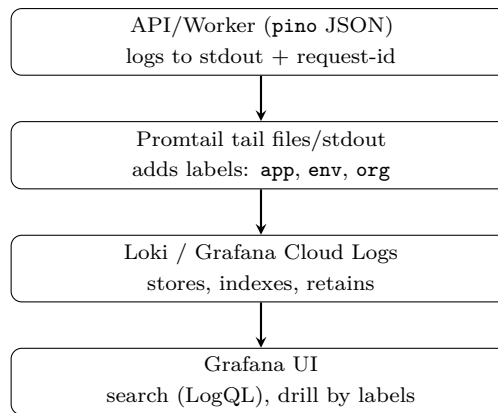 API/Worker (pino JSON)
logs to stdout + request-id
Promtail tail files/stdout
adds labels: app, env, org
Loki / Grafana Cloud Logs
stores, indexes, retains
Grafana UI
search (LogQL), drill by labels